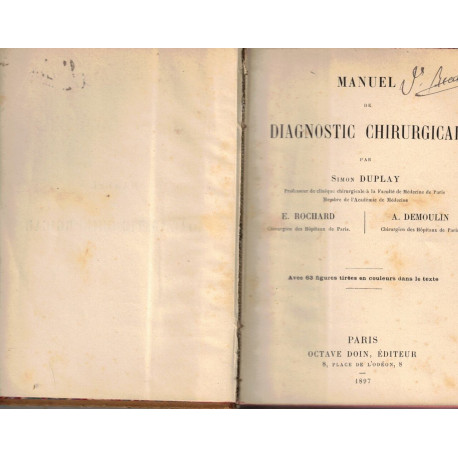 MANUEL
DE
DIAGNOSTIC CHIRURGICAL
PAR
SIMON DUPLAY
Professeur de clinique chirurgicale à la Faculté de Médecine de Paris
Membre de l'Académie de Médecine
E. ROCHARD
Chirurgien des Hôpitaux de Paris.
A. DEMOULIN
Chirurgien des Hôpitaux de Paris
Avec 63 figures tirées en couleurs dans le texte
PARIS
OCTAVE DOIN, ÉDITEUR
8, PLACE DE L'ODÉON, 8
1897